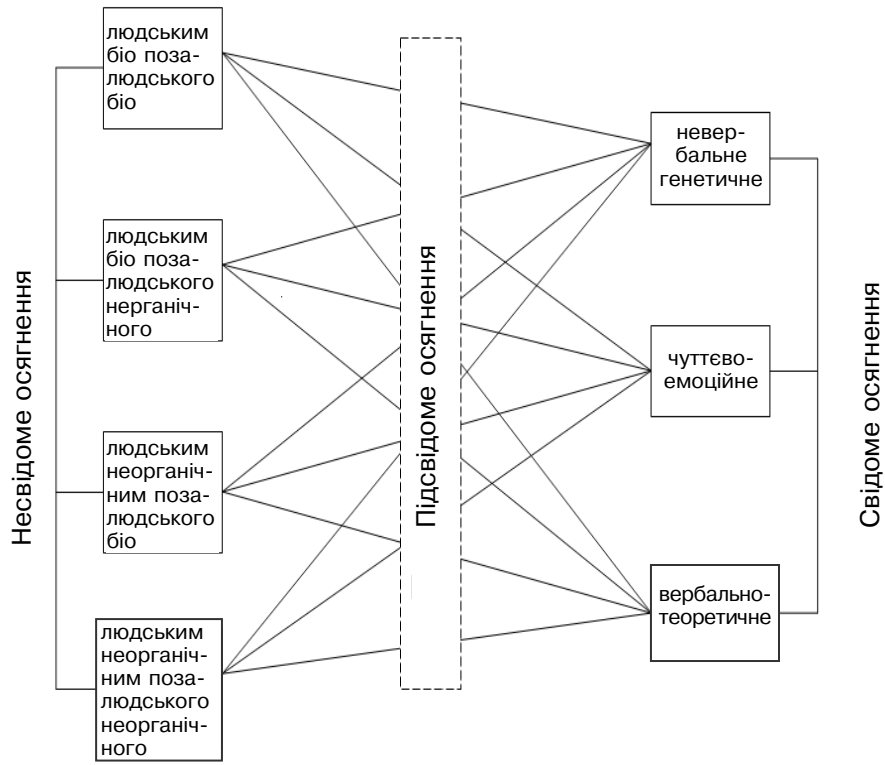 Несвідоме осягнення
людським
біо поза-
людського
біо
людським
біо поза-
людського
нерганіч-
ного
людським
неорганіч-
ним поза-
людського
біо
людським
неорганіч-
ним поза-
людського
неорганіч-
ного
Підсвідоме осягнення
невер-
бальне
генетичне
чуттєво-
емоційне
вербально-
теоретичне
Свідоме осягнення